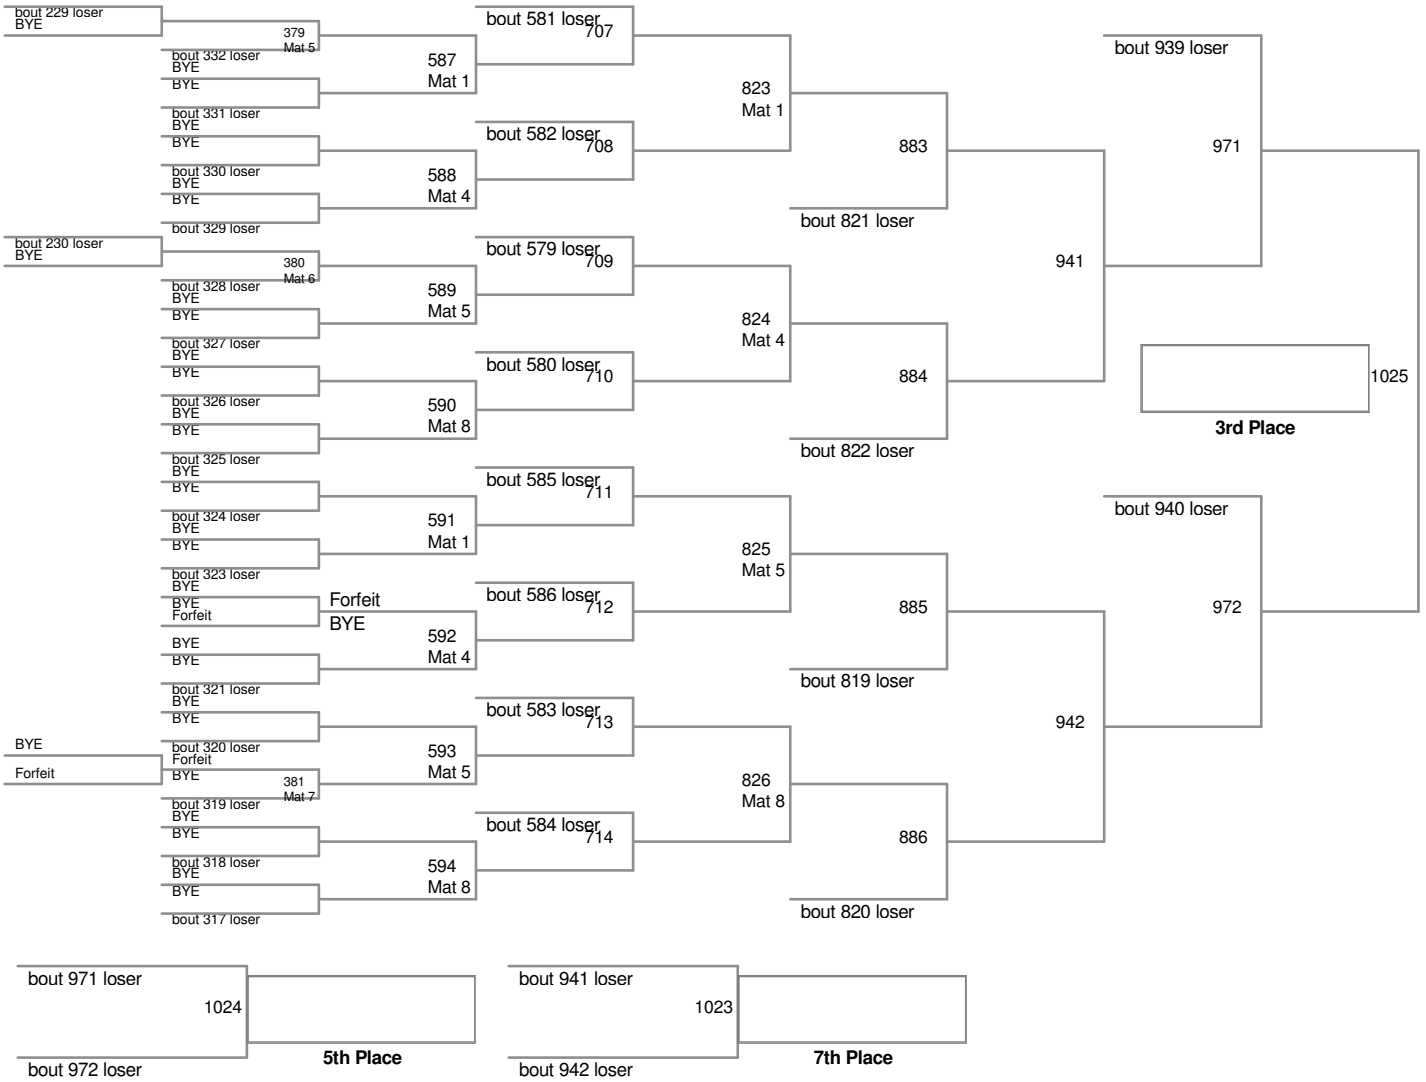 bout 229 loser
BYE
379
Mat 5
bout 332 loser
BYE
BYE
bout 331 loser
BYE
BYE
bout 330 loser
BYE
BYE
bout 329 loser
bout 230 loser
BYE
380
Mat 6
bout 328 loser
BYE
BYE
bout 327 loser
BYE
BYE
bout 326 loser
BYE
BYE
bout 325 loser
BYE
BYE
bout 324 loser
BYE
BYE
bout 323 loser
BYE
BYE
Forfeit
BYE
BYE
bout 321 loser
BYE
BYE
bout 320 loser
BYE
Forfeit
Forfeit
BYE
381
Mat 7
bout 319 loser
BYE
BYE
bout 318 loser
BYE
BYE
bout 317 loser
587
Mat 1
588
Mat 4
589
Mat 5
590
Mat 8
591
Mat 1
Forfeit
BYE
592
Mat 4
593
Mat 5
594
Mat 8
bout 581 loser
707
bout 582 loser
708
bout 579 loser
709
bout 580 loser
710
bout 585 loser
711
bout 586 loser
712
bout 583 loser
713
bout 584 loser
714
823
Mat 1
824
Mat 4
825
Mat 5
826
Mat 8
883
bout 821 loser
884
bout 822 loser
885
bout 819 loser
886
bout 820 loser
941
942
bout 939 loser
971
bout 940 loser
972
1025
3rd Place
bout 971 loser
1024
bout 972 loser
5th Place
bout 941 loser
1023
bout 942 loser
7th Place